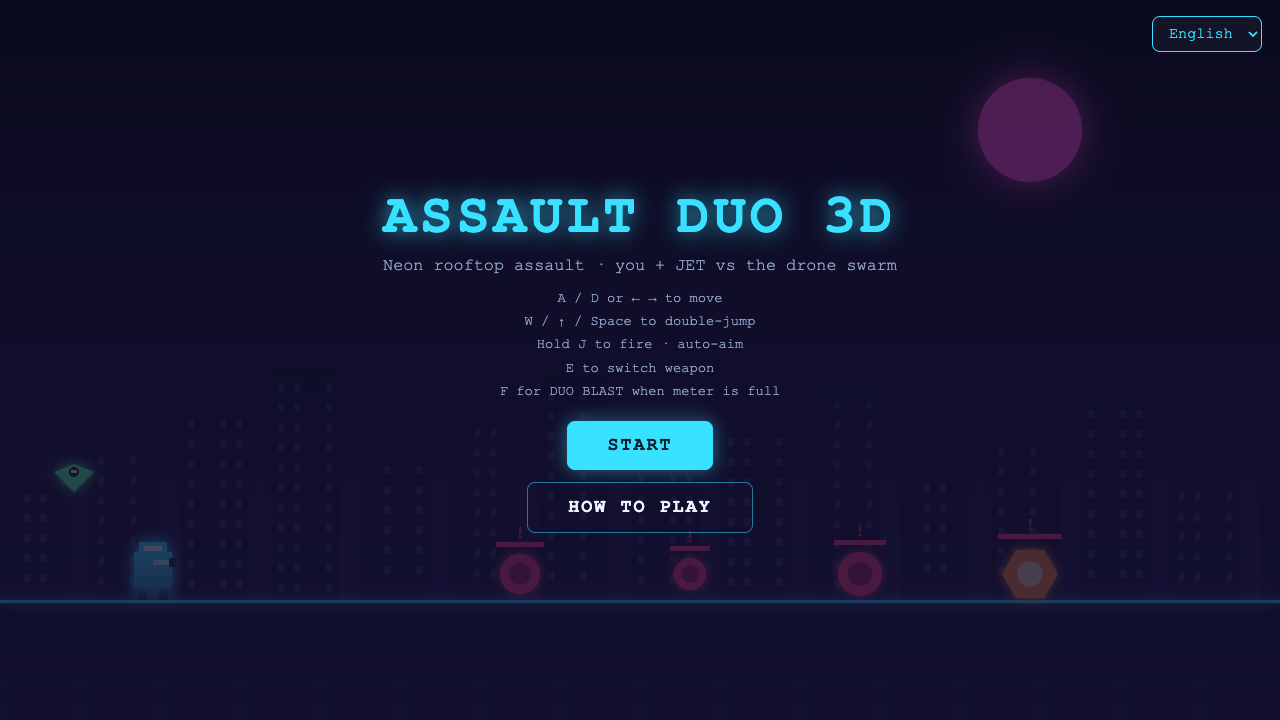 English
ASSAULT DUO 3D
Neon rooftop assault · you + JET vs the drone swarm
A / D or ← → to move
W / ↑ / Space to double-jump
Hold J to fire · auto-aim
E to switch weapon
F for DUO BLAST when meter is full
START
HOW TO PLAY
! ! ! !